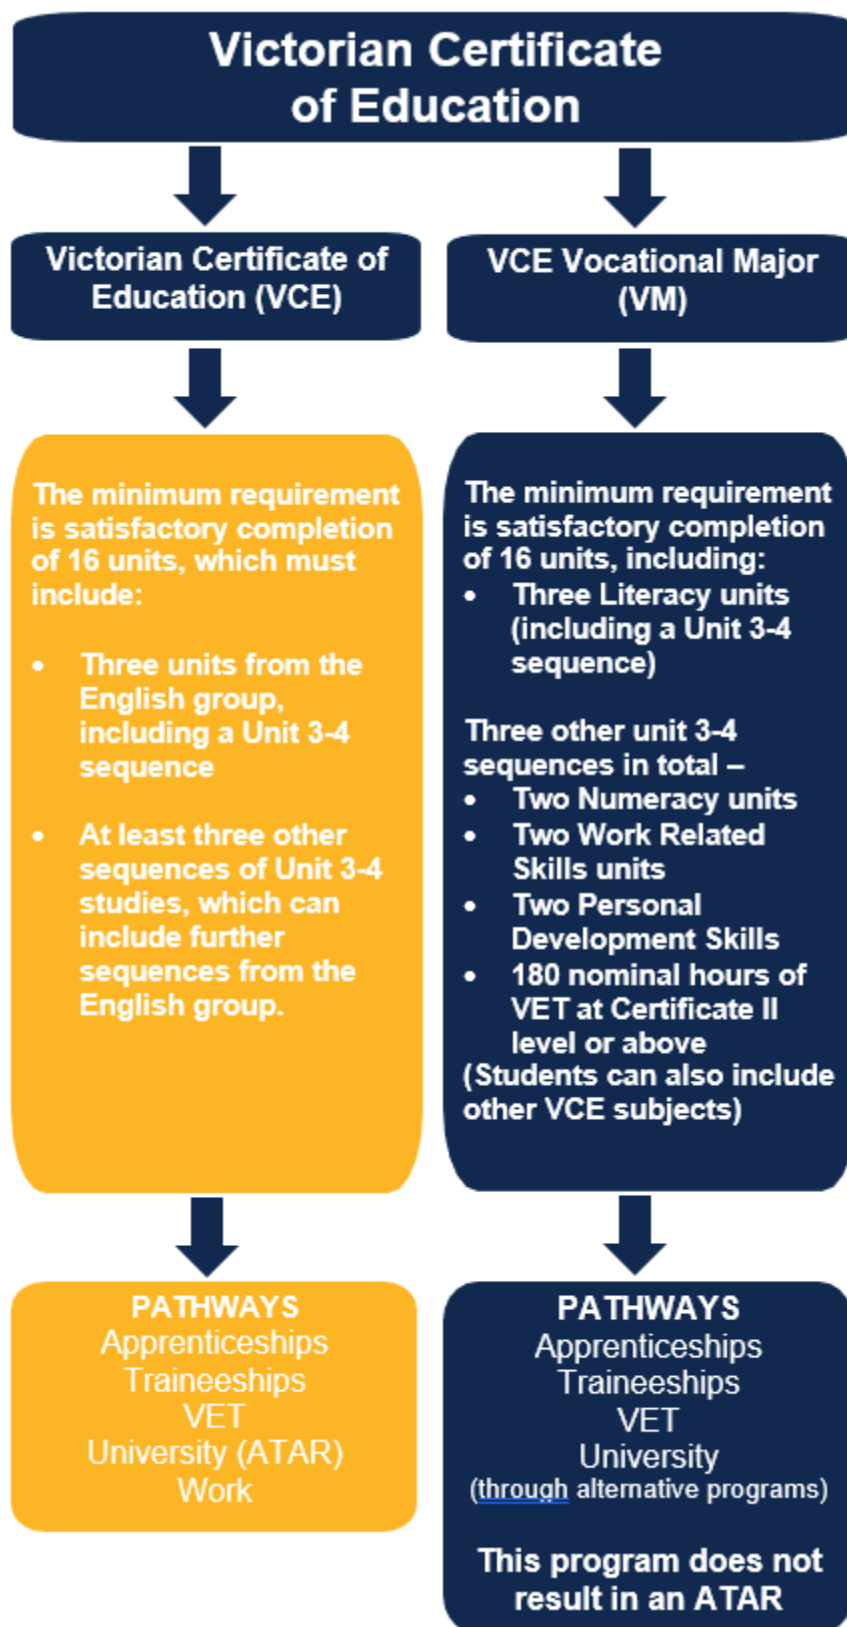 Victorian Certificate
of Education
Victorian Certificate of
Education (VCE)
The minimum requirement
is satisfactory completion
of 16 units, which must
include:
• Three units from the
English group,
including a Unit 3-4
sequence
• At least three other
sequences of Unit 3-4
studies, which can
include further
sequences from the
English group.
PATHWAYS
Apprenticeships
Traineeships
VET
University (ATAR)
Work
VCE Vocational Major
(VM)
The minimum requirement
is satisfactory completion
of 16 units, including:
• Three Literacy units
(including a Unit 3-4
sequence)
Three other unit 3-4
sequences in total –
• Two Numeracy units
• Two Work Related
Skills units
• Two Personal
Development Skills
• 180 nominal hours of
VET at Certificate II
level or above
(Students can also include
other VCE subjects)
PATHWAYS
Apprenticeships
Traineeships
VET
University
(through alternative programs)
This program does not
result in an ATAR